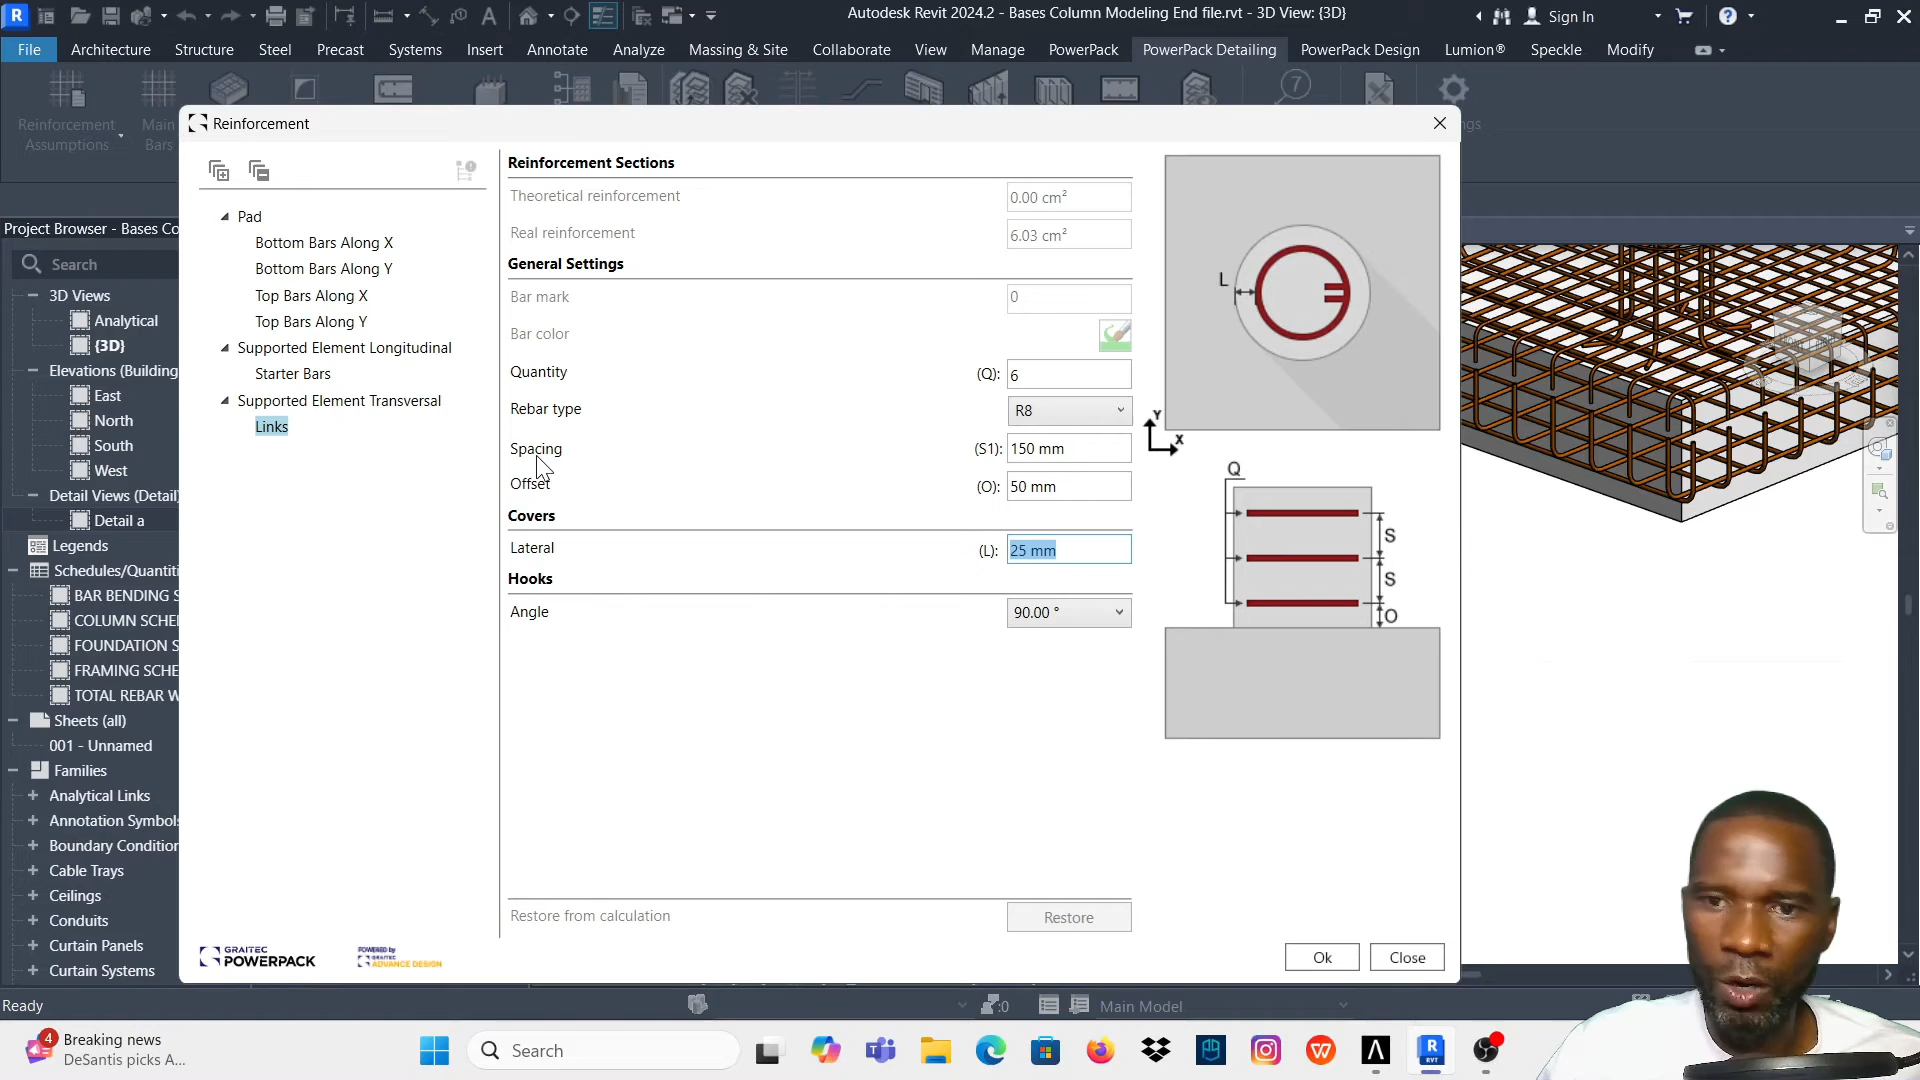 Autodesk Revit 2024.2 - Bases Column Modeling End file.rvt - 3D View: {3D}
Sign In
File Architecture Structure Steel Precast Systems Insert Annotate Analyze Massing & Site Collaborate View Manage PowerPack PowerPack Detailing PowerPack Design Lumion® Speckle Modify
Reinforcement
Assumptions
Main
Bars
Project Browser - Bases Co
Search
3D Views
Analytical
{3D}
Elevations (Building
East
North
South
West
Detail Views (Detail)
Detail a
Legends
Schedules/Quantiti
BAR BENDING S
COLUMN SCHE
FOUNDATION S
FRAMING SCHE
TOTAL REBAR W
Sheets (all)
001 - Unnamed
Families
Analytical Links
Annotation Symbols
Boundary Condition
Cable Trays
Ceilings
Conduits
Curtain Panels
Curtain Systems
Reinforcement
Pad
Bottom Bars Along X
Bottom Bars Along Y
Top Bars Along X
Top Bars Along Y
Supported Element Longitudinal
Starter Bars
Supported Element Transversal
Links
GRAITEC
POWERPACK
POWERED by
GRAITEC
ADVANCE DESIGN
Reinforcement Sections
Theoretical reinforcement 0.00 cm²
Real reinforcement 6.03 cm²
General Settings
Bar mark 0
Bar color
Quantity (Q): 6
Rebar type R8
Spacing (S1): 150 mm
Offset (O): 50 mm
Covers
Lateral (L): 25 mm
Hooks
Angle 90.00 °
Restore from calculation Restore
Ok Close
L
Y
X
Q
S
S
O
Ready
:0
Main Model
4
Breaking news
DeSantis picks A...
Search